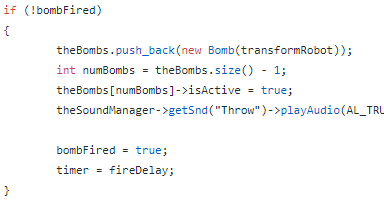 if (!bombFired)
{
theBombs.push_back(new Bomb(transformRobot));
int numBombs = theBombs.size() - 1;
theBombs[numBombs]->isActive = true;
theSoundManager->getSnd("Throw")->playAudio(AL_TRU
bombFired = true;
timer = fireDelay;
}